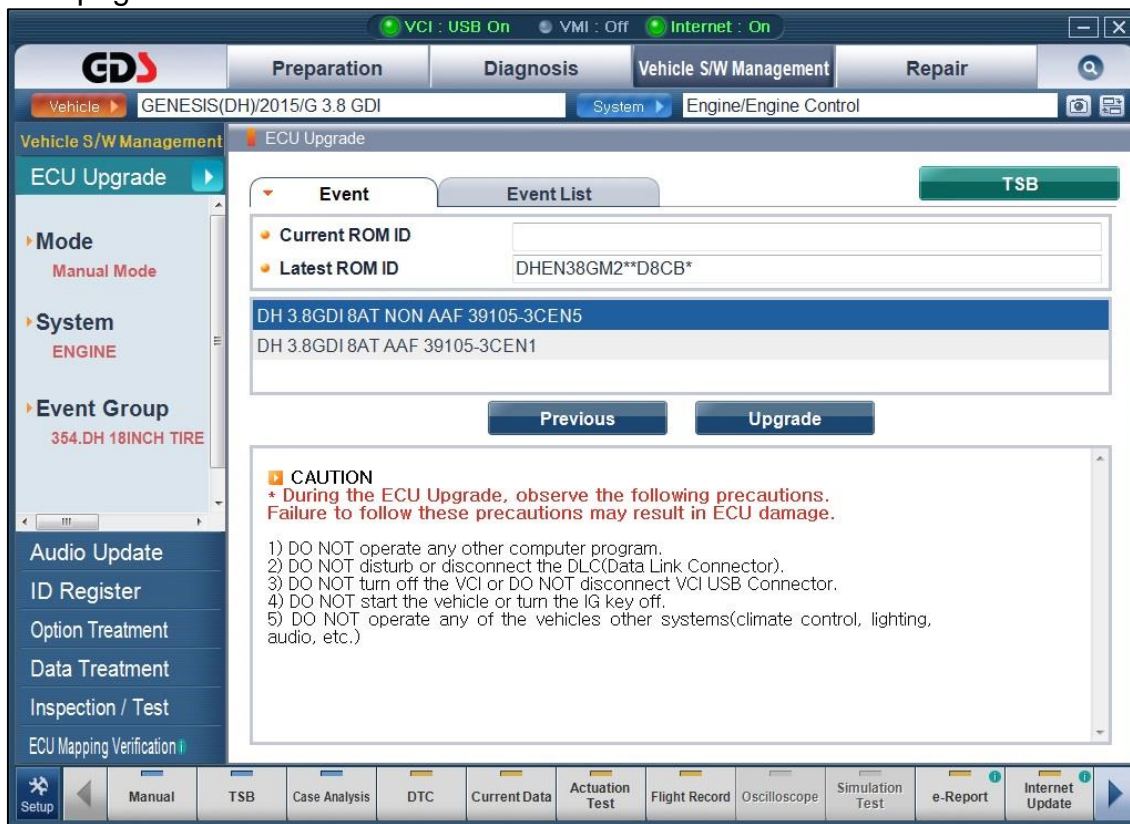 VCI : USB On VMI : Off Internet : On
GDS
Preparation
Diagnosis
Vehicle S/W Management
Repair
Vehicle
GENESIS(DH)/2015/G 3.8 GDI
System
Engine/Engine Control
Vehicle S/W Management
ECU Upgrade
Mode
Manual Mode
System
ENGINE
Event Group
354.DH 18INCH TIRE
Audio Update
ID Register
Option Treatment
Data Treatment
Inspection / Test
ECU Mapping Verification
ECU Upgrade
Event
Event List
TSB
Current ROM ID
Latest ROM ID DHEN38GM2**D8CB*
DH 3.8GDI 8AT NON AAF 39105-3CEN5
DH 3.8GDI 8AT AAF 39105-3CEN1
Previous
Upgrade
CAUTION
* During the ECU Upgrade, observe the following precautions.
Failure to follow these precautions may result in ECU damage.
1) DO NOT operate any other computer program.
2) DO NOT disturb or disconnect the DLC(Data Link Connector).
3) DO NOT turn off the VCI or DO NOT disconnect VCI USB Connector.
4) DO NOT start the vehicle or turn the IG key off.
5) DO NOT operate any of the vehicles other systems(climate control, lighting,
audio, etc.)
Setup
Manual
TSB
Case Analysis
DTC
Current Data
Actuation
Test
Flight Record
Oscilloscope
Simulation
Test
e-Report
Internet
Update